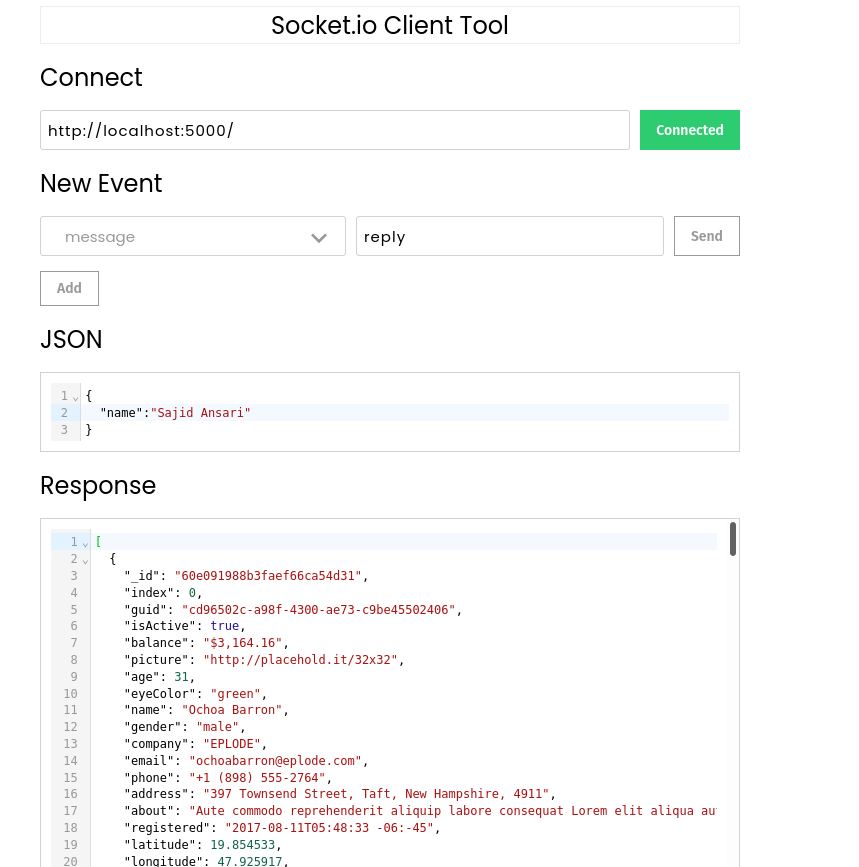 Socket.io Client Tool
Connect
http://localhost:5000/ Connected
New Event
message reply Send
Add
JSON
1 {
2 "name":"Sajid Ansari"
3 }
Response
1 [
2 {
3 "_id": "60e091988b3faef66ca54d31",
4 "index": 0,
5 "guid": "cd96502c-a98f-4300-ae73-c9be45502406",
6 "isActive": true,
7 "balance": "$3,164.16",
8 "picture": "http://placehold.it/32x32",
9 "age": 31,
10 "eyeColor": "green",
11 "name": "Ochoa Barron",
12 "gender": "male",
13 "company": "EPLODE",
14 "email": "ochoabarron@eplode.com",
15 "phone": "+1 (898) 555-2764",
16 "address": "397 Townsend Street, Taft, New Hampshire, 4911",
17 "about": "Aute commodo reprehenderit aliquip labore consequat Lorem elit aliqua au
18 "registered": "2017-08-11T05:48:33 -06:-45",
19 "latitude": 19.854533,
20 "longitude": 47.925917,